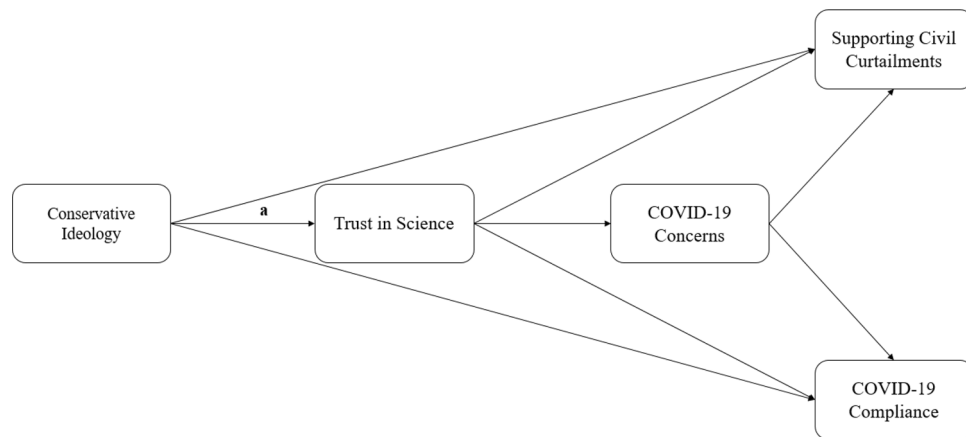 Supporting Civil
Curtailments
Conservative
Ideology
a
Trust in Science
COVID-19
Concerns
COVID-19
Compliance